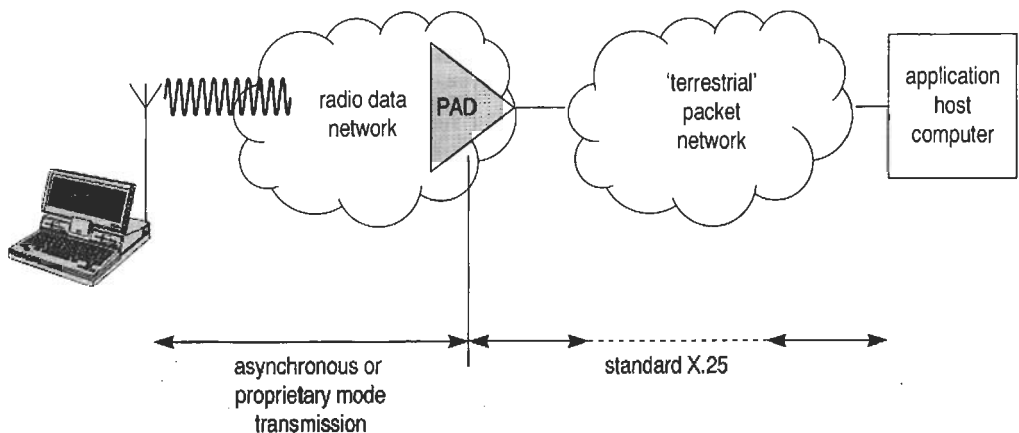 radio data
network
PAD
'terrestrial'
packet
network
application
host
computer
asynchronous or
proprietary mode
transmission
standard X.25